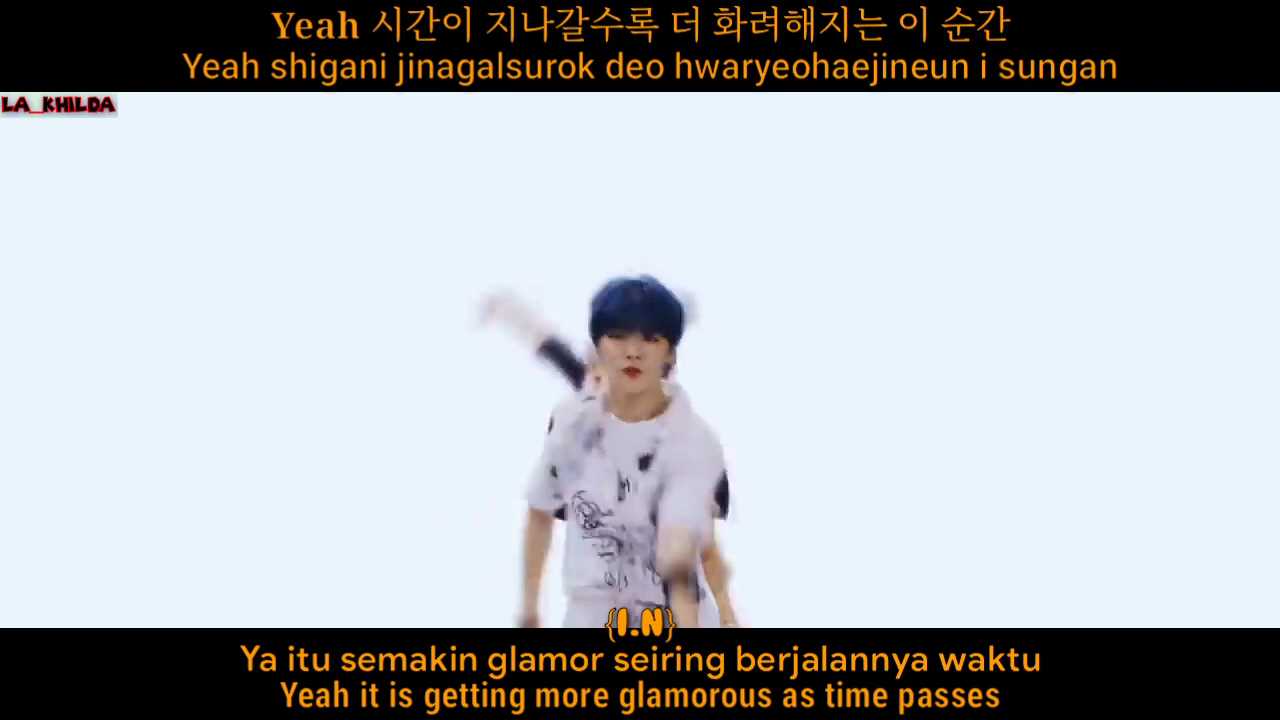 Yeah 시간이 지나갈수록 더 화려해지는 이 순간
Yeah shigani jinagalsurok deo hwaryeohaejineun i sungan
LA_KHILDA
{I.N}
Ya itu semakin glamor seiring berjalannya waktu
Yeah it is getting more glamorous as time passes